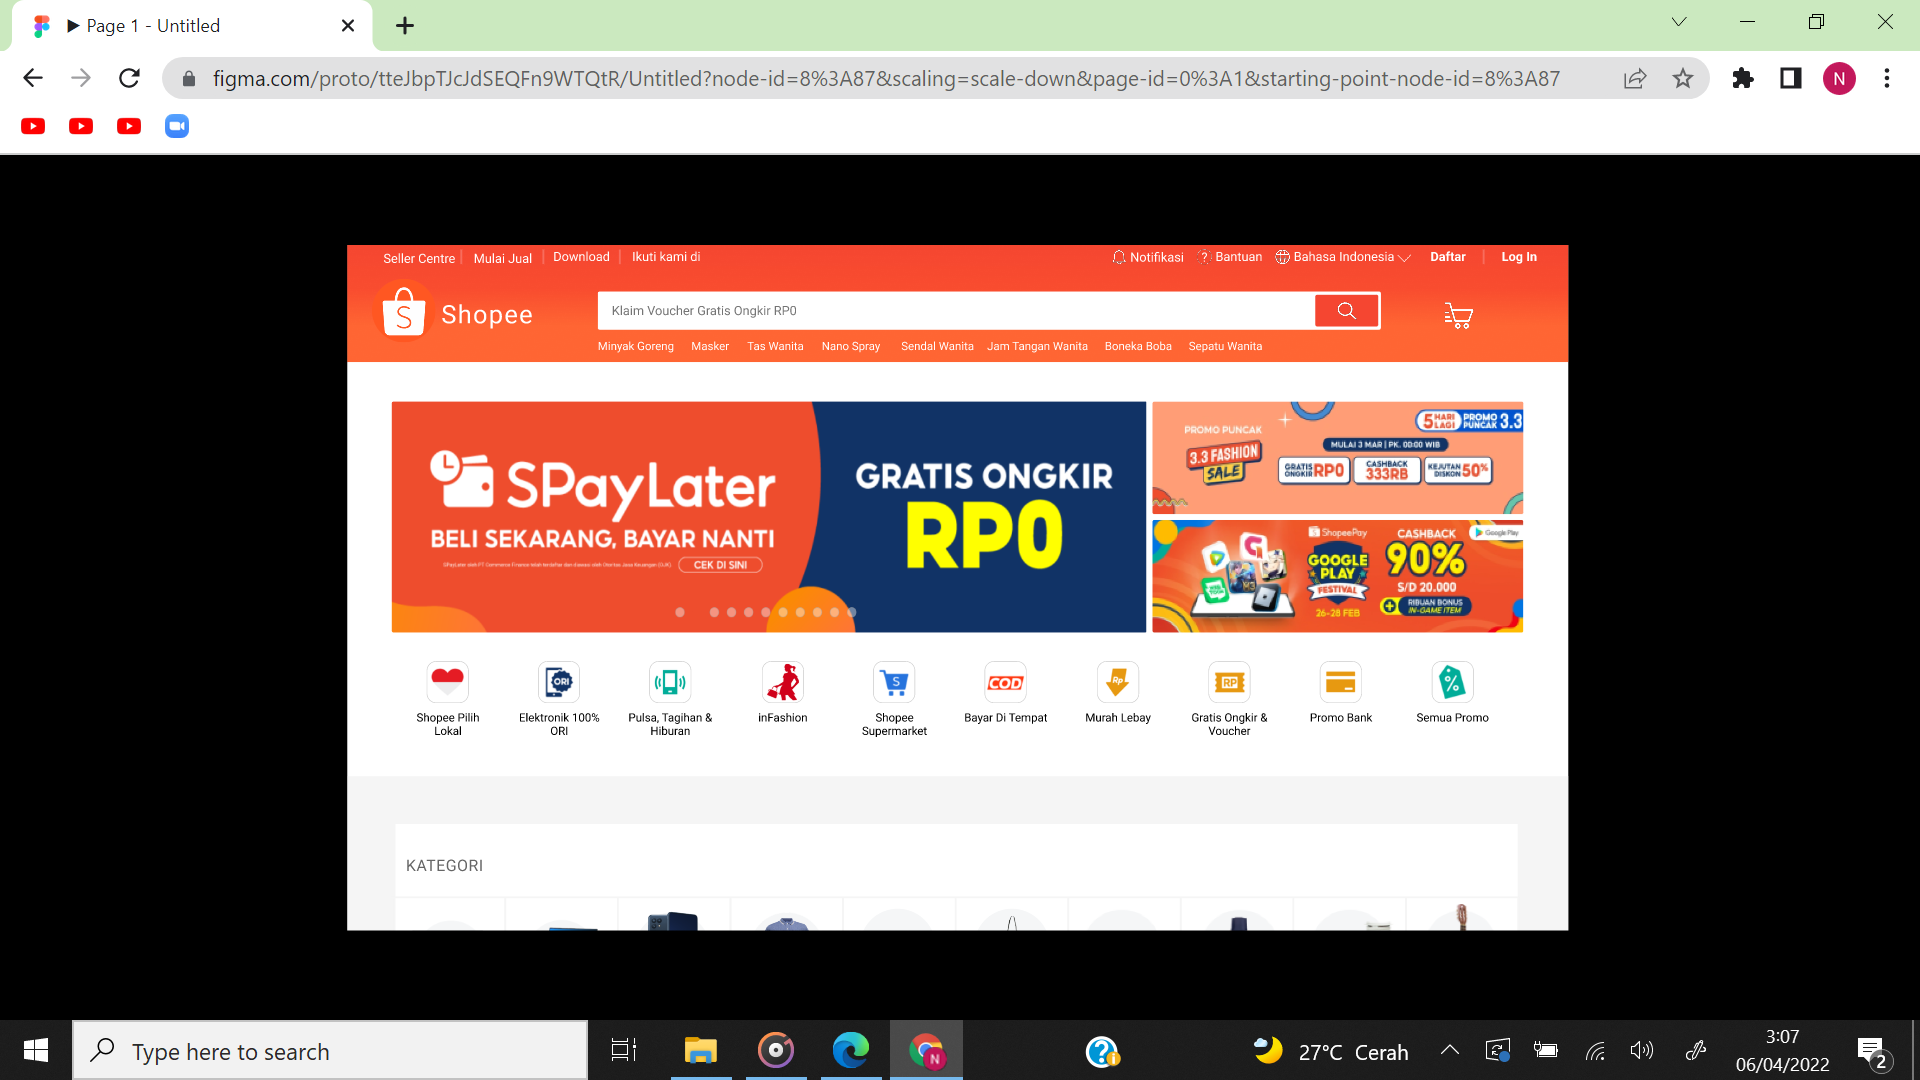 Page 1 - Untitled
figma.com/proto/tteJbpTJcJdSEQFn9WTQtR/Untitled?node-id=8%3A87&scaling=scale-down&page-id=0%3A1&starting-point-node-id=8%3A87
N
Seller Centre Mulai Jual Download Ikuti kami di Notifikasi ? Bantuan Bahasa Indonesia Daftar Log In
S Shopee
Klaim Voucher Gratis Ongkir RP0
Minyak Goreng Masker Tas Wanita Nano Spray Sendal Wanita Jam Tangan Wanita Boneka Boba Sepatu Wanita
SPayLater
BELI SEKARANG, BAYAR NANTI
CEK DI SINI
GRATIS ONGKIR
RP0
PROMO PUNCAK
3.3 FASHION
SALE
5 HARI LAGI PROMO PUNCAK 3.3
MULAI 3 MAR | PK. 00:00 WIB
GRATIS ONGKIR RP0
CASHBACK 333RB
KEJUTAN DISKON 50%
ShopeePay
GOOGLE
PLAY
FESTIVAL
26-28 FEB
CASHBACK
90%
S/D 20.000
RIBUAN BONUS
IN-GAME ITEM
Google Play
ORI
S
COD
Rp
RP
%
Shopee Pilih
Lokal
Elektronik 100%
ORI
Pulsa, Tagihan &
Hiburan
inFashion
Shopee
Supermarket
Bayar Di Tempat
Murah Lebay
Gratis Ongkir &
Voucher
Promo Bank
Semua Promo
KATEGORI
Type here to search
N
27°C Cerah
3:07
06/04/2022
2